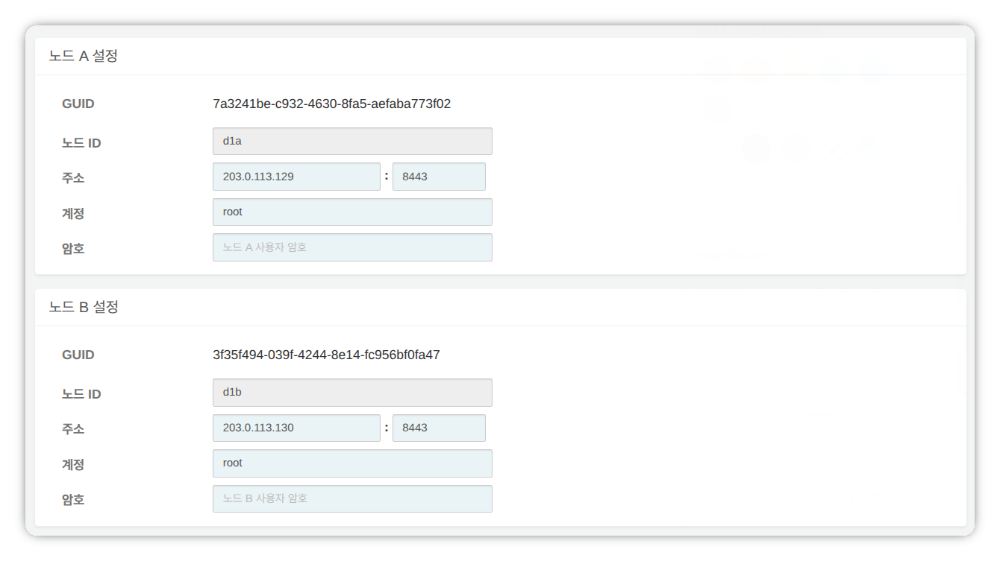 노드 A 설정
GUID 7a3241be-c932-4630-8fa5-aefaba773f02
노드 ID d1a
주소 203.0.113.129 : 8443
계정 root
암호 노드 A 사용자 암호
노드 B 설정
GUID 3f35f494-039f-4244-8e14-fc956bf0fa47
노드 ID d1b
주소 203.0.113.130 : 8443
계정 root
암호 노드 B 사용자 암호